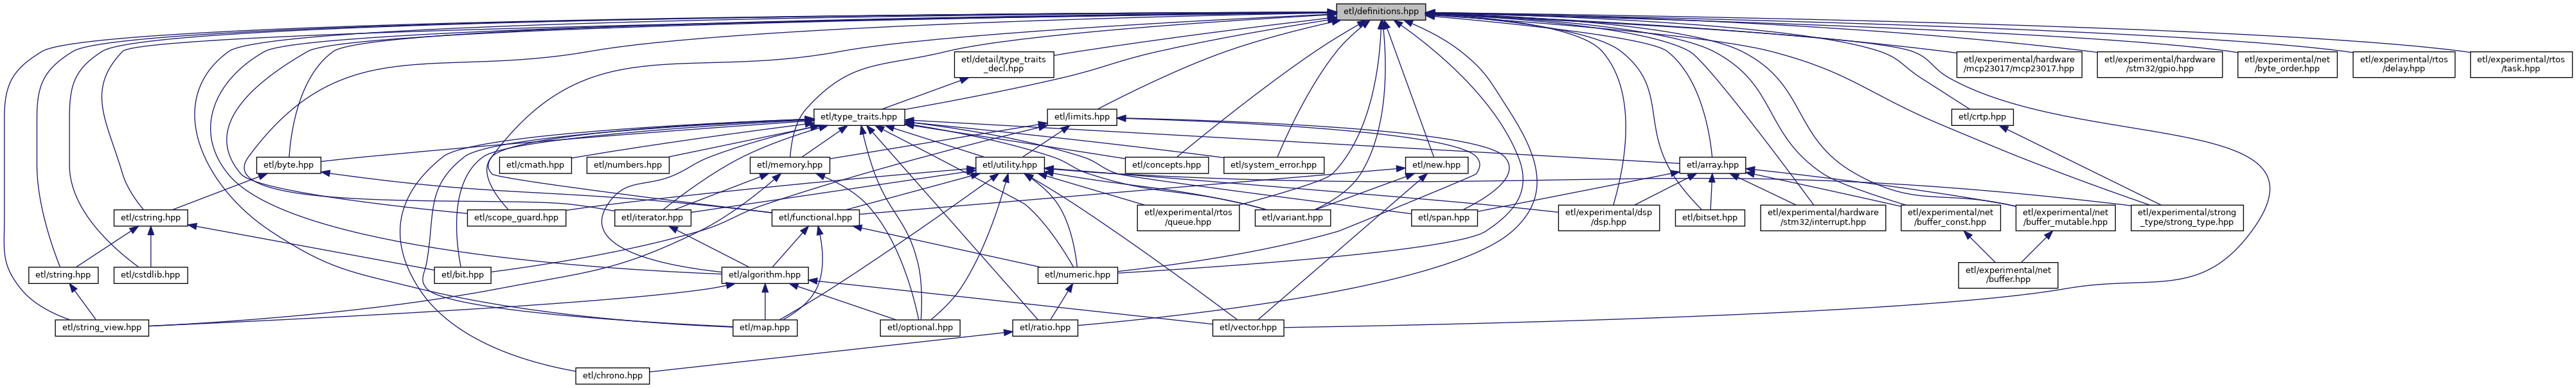 etl/definitions.hpp
etl/detail/type_traits
_decl.hpp
etl/experimental/hardware
/mcp23017/mcp23017.hpp
etl/experimental/hardware
/stm32/gpio.hpp
etl/experimental/net
/byte_order.hpp
etl/experimental/rtos
/delay.hpp
etl/experimental/rtos
/task.hpp
etl/type_traits.hpp
etl/limits.hpp
etl/crtp.hpp
etl/byte.hpp
etl/cmath.hpp
etl/numbers.hpp
etl/memory.hpp
etl/utility.hpp
etl/concepts.hpp
etl/system_error.hpp
etl/new.hpp
etl/array.hpp
etl/cstring.hpp
etl/scope_guard.hpp
etl/iterator.hpp
etl/functional.hpp
etl/experimental/rtos
/queue.hpp
etl/variant.hpp
etl/span.hpp
etl/experimental/dsp
/dsp.hpp
etl/bitset.hpp
etl/experimental/hardware
/stm32/interrupt.hpp
etl/experimental/net
/buffer_const.hpp
etl/experimental/net
/buffer_mutable.hpp
etl/experimental/strong
_type/strong_type.hpp
etl/string.hpp
etl/cstdlib.hpp
etl/bit.hpp
etl/algorithm.hpp
etl/numeric.hpp
etl/experimental/net
/buffer.hpp
etl/string_view.hpp
etl/map.hpp
etl/optional.hpp
etl/ratio.hpp
etl/vector.hpp
etl/chrono.hpp